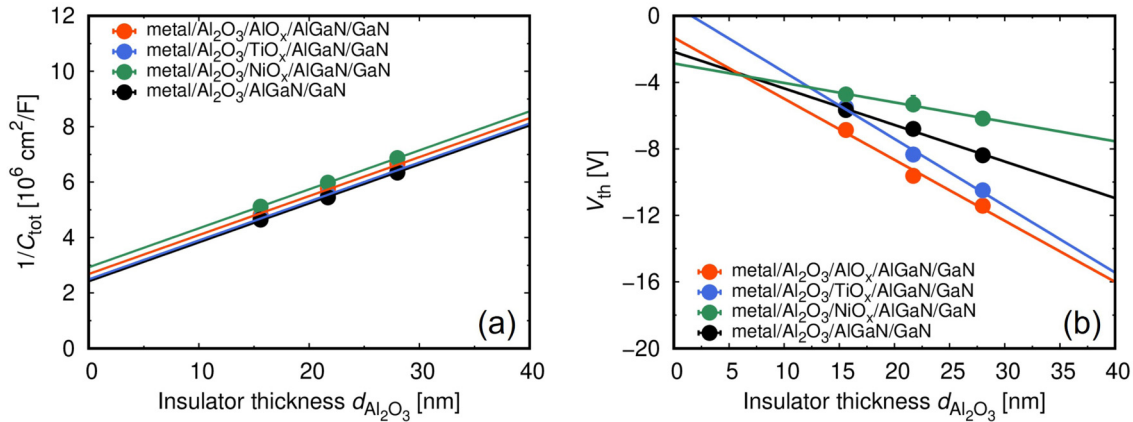 12
10
8
6
4
2
0
1/C_tot [10^6 cm^2/F]
metal/Al₂O₃/AlOₓ/AlGaN/GaN
metal/Al₂O₃/TiOₓ/AlGaN/GaN
metal/Al₂O₃/NiOₓ/AlGaN/GaN
metal/Al₂O₃/AlGaN/GaN
(a)
0 10 20 30 40
Insulator thickness d_Al₂O₃ [nm]
0
−4
−8
−12
−16
−20
V_th [V]
metal/Al₂O₃/AlOₓ/AlGaN/GaN
metal/Al₂O₃/TiOₓ/AlGaN/GaN
metal/Al₂O₃/NiOₓ/AlGaN/GaN
metal/Al₂O₃/AlGaN/GaN
(b)
0 5 10 15 20 25 30 35 40
Insulator thickness d_Al₂O₃ [nm]